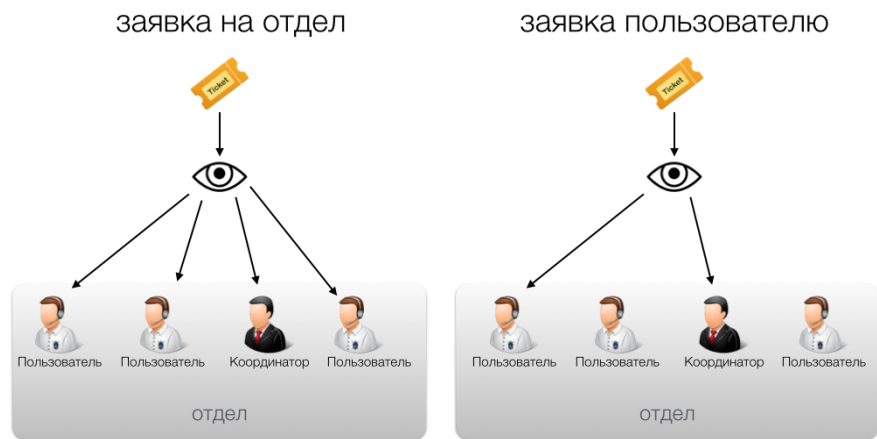 заявка на отдел
Ticket
Пользователь Пользователь Координатор Пользователь
отдел
заявка пользователю
Ticket
Пользователь Пользователь Координатор Пользователь
отдел